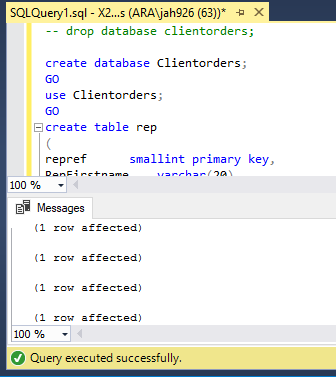 SQLQuery1.sql - X2...s (ARA\jah926 (63))*
-- drop database clientorders;
create database Clientorders;
GO
use Clientorders;
GO
create table rep
(
repref smallint primary key,
RepFirstname varchar(20)
100 %
Messages
(1 row affected)
(1 row affected)
(1 row affected)
(1 row affected)
100 %
Query executed successfully.